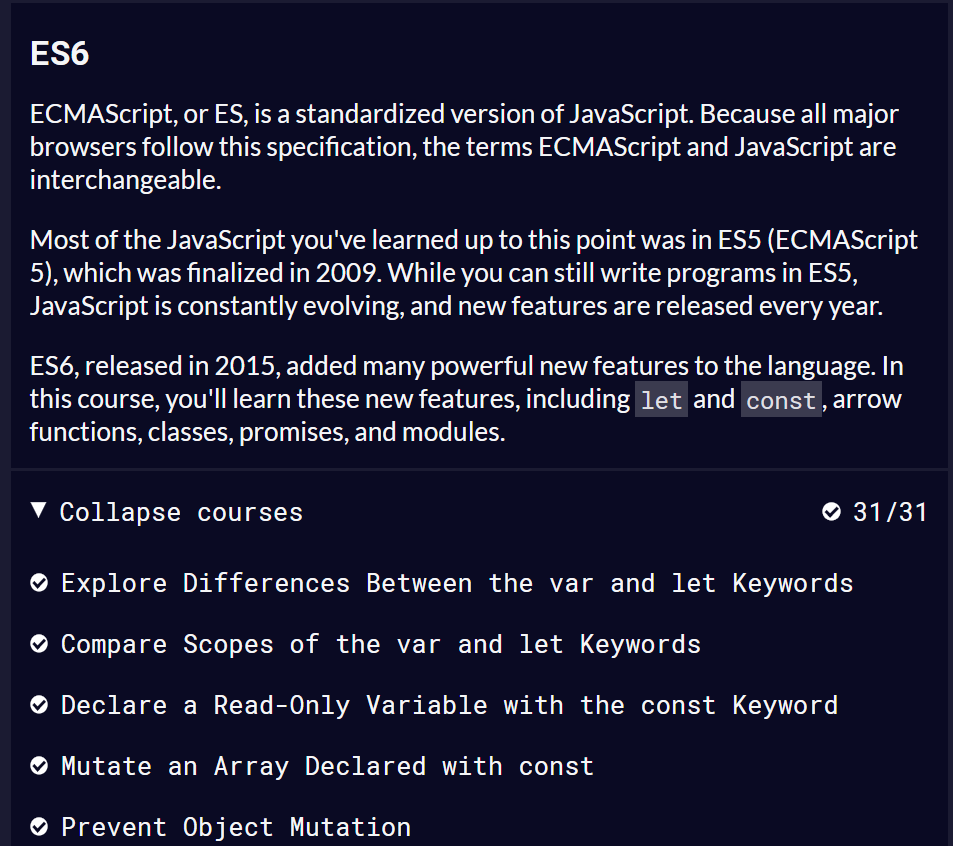 ES6
ECMAScript, or ES, is a standardized version of JavaScript. Because all major
browsers follow this specification, the terms ECMAScript and JavaScript are
interchangeable.
Most of the JavaScript you've learned up to this point was in ES5 (ECMAScript
5), which was finalized in 2009. While you can still write programs in ES5,
JavaScript is constantly evolving, and new features are released every year.
ES6, released in 2015, added many powerful new features to the language. In
this course, you'll learn these new features, including let and const, arrow
functions, classes, promises, and modules.
Collapse courses 31/31
Explore Differences Between the var and let Keywords
Compare Scopes of the var and let Keywords
Declare a Read-Only Variable with the const Keyword
Mutate an Array Declared with const
Prevent Object Mutation